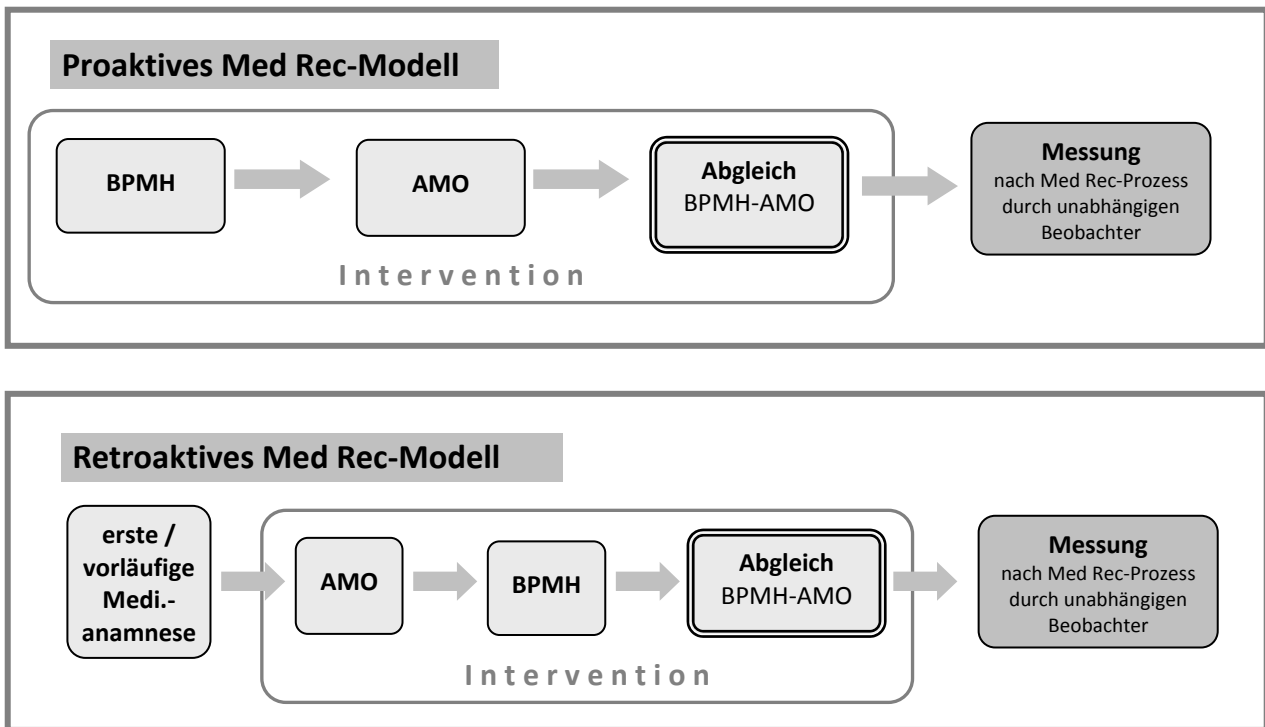 Proaktives Med Rec-Modell
BPMH
AMO
Abgleich
BPMH-AMO
Messung
nach Med Rec-Prozess
durch unabhängigen
Beobachter
Intervention
Retroaktives Med Rec-Modell
erste /
vorläufige
Medi.-
anamnese
AMO
BPMH
Abgleich
BPMH-AMO
Messung
nach Med Rec-Prozess
durch unabhängigen
Beobachter
Intervention